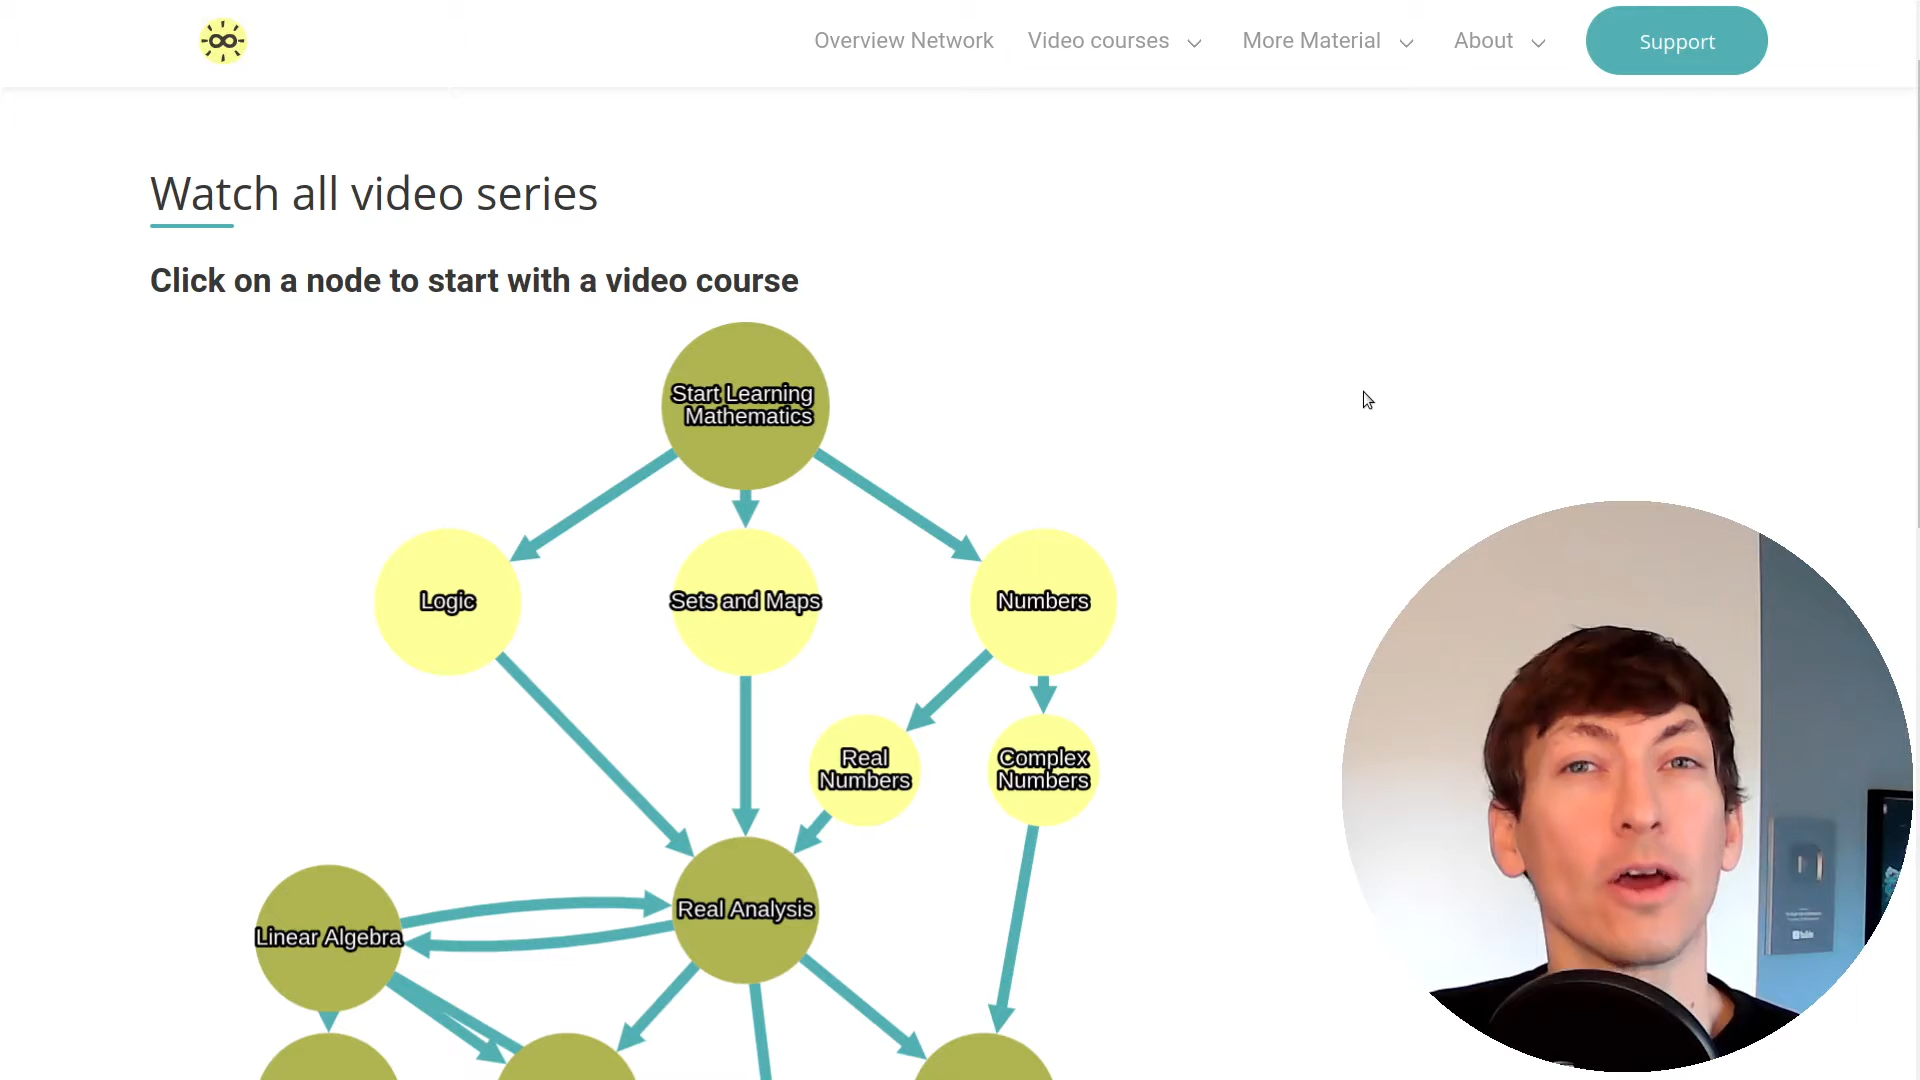 Overview Network
Video courses
More Material
About
Support
Watch all video series
Click on a node to start with a video course
Start Learning
Mathematics
Logic
Sets and Maps
Numbers
Real
Numbers
Complex
Numbers
Real Analysis
Linear Algebra